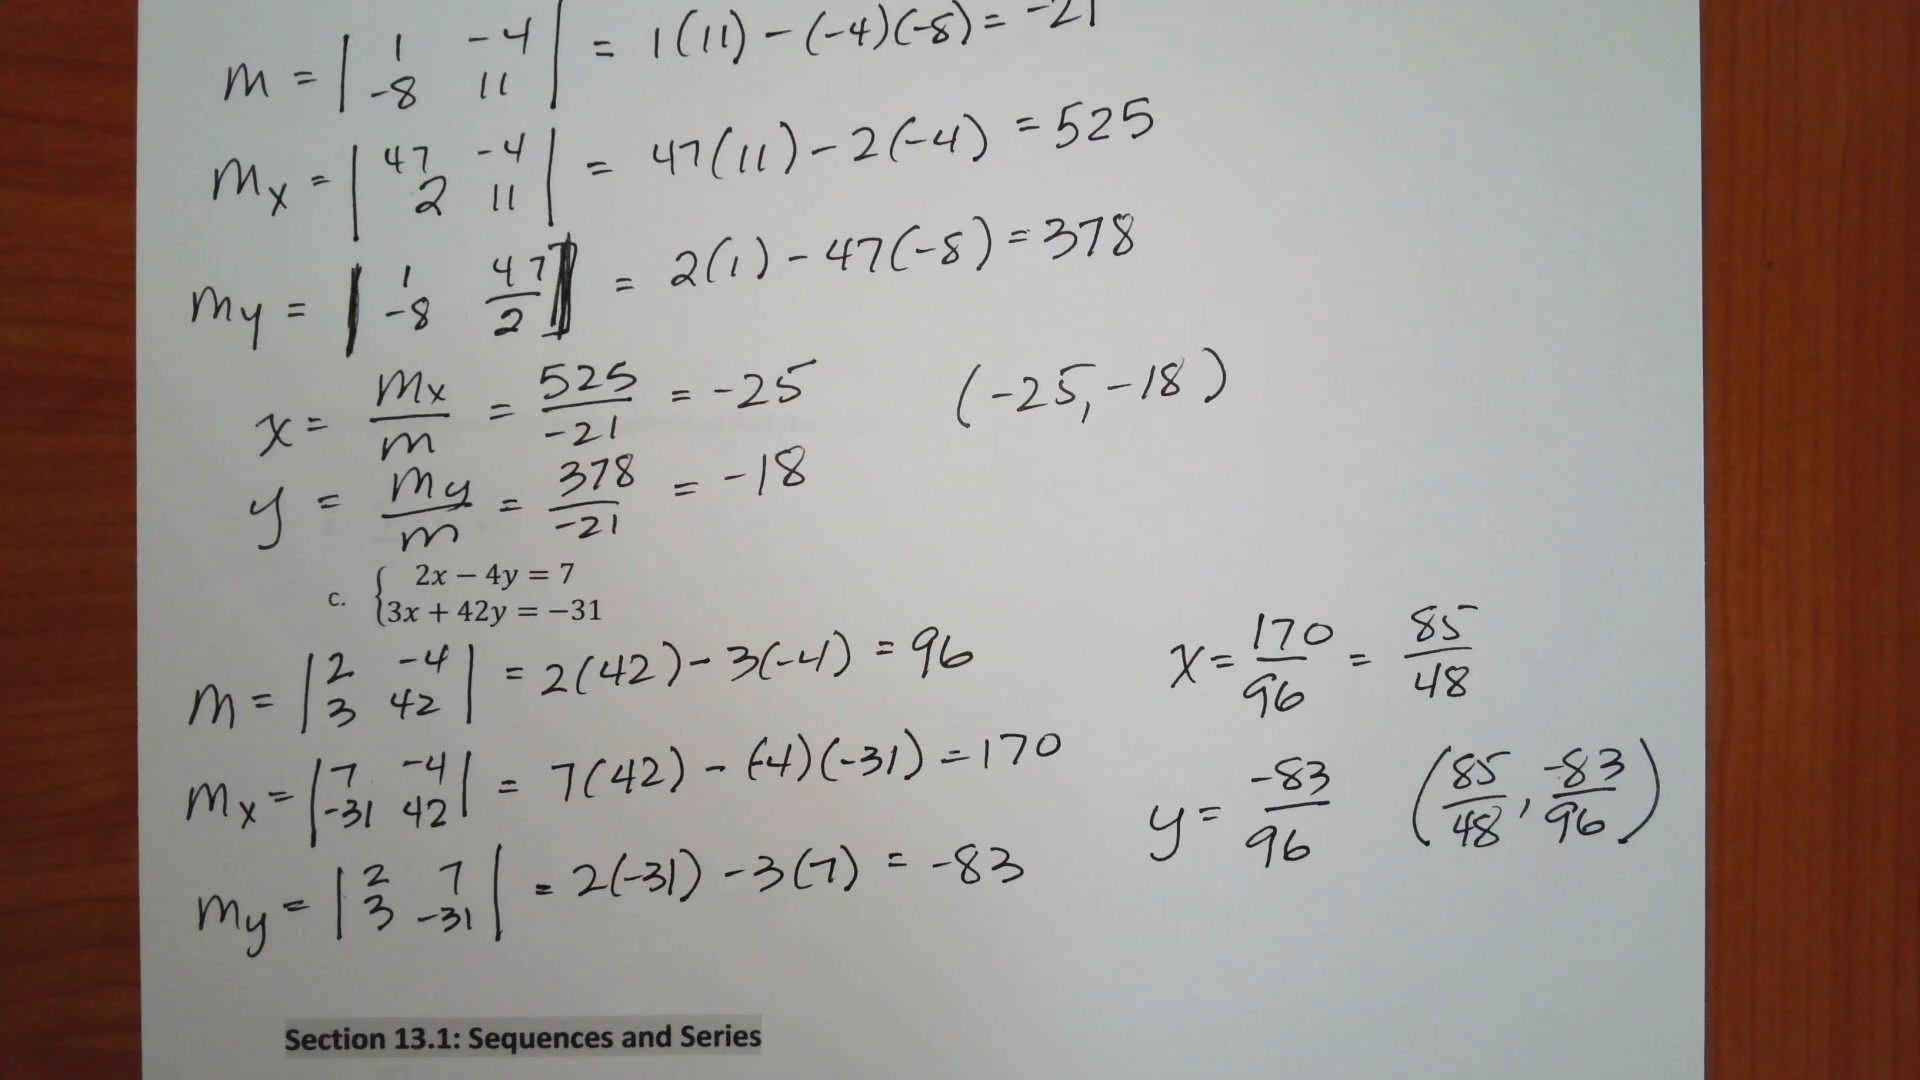 m = | 1 -4 | = 1(11) - (-4)(-8) = -21
| -8 11 |
mx = | 47 -4 | = 47(11) - 2(-4) = 525
| 2 11 |
my = | 1 47 | = 2(1) - 47(-8) = 378
| -8 2 |
x = mx/m = 525/-21 = -25 (-25, -18)
y = my/m = 378/-21 = -18
c. { 2x − 4y = 7
3x + 42y = −31
m = | 2 -4 | = 2(42) - 3(-4) = 96
| 3 42 |
x = 170/96 = 85/48
mx = | 7 -4 | = 7(42) - (-4)(-31) = 170
| -31 42 |
y = -83/96 (85/48, -83/96)
my = | 2 7 | = 2(-31) - 3(7) = -83
| 3 -31 |
Section 13.1: Sequences and Series